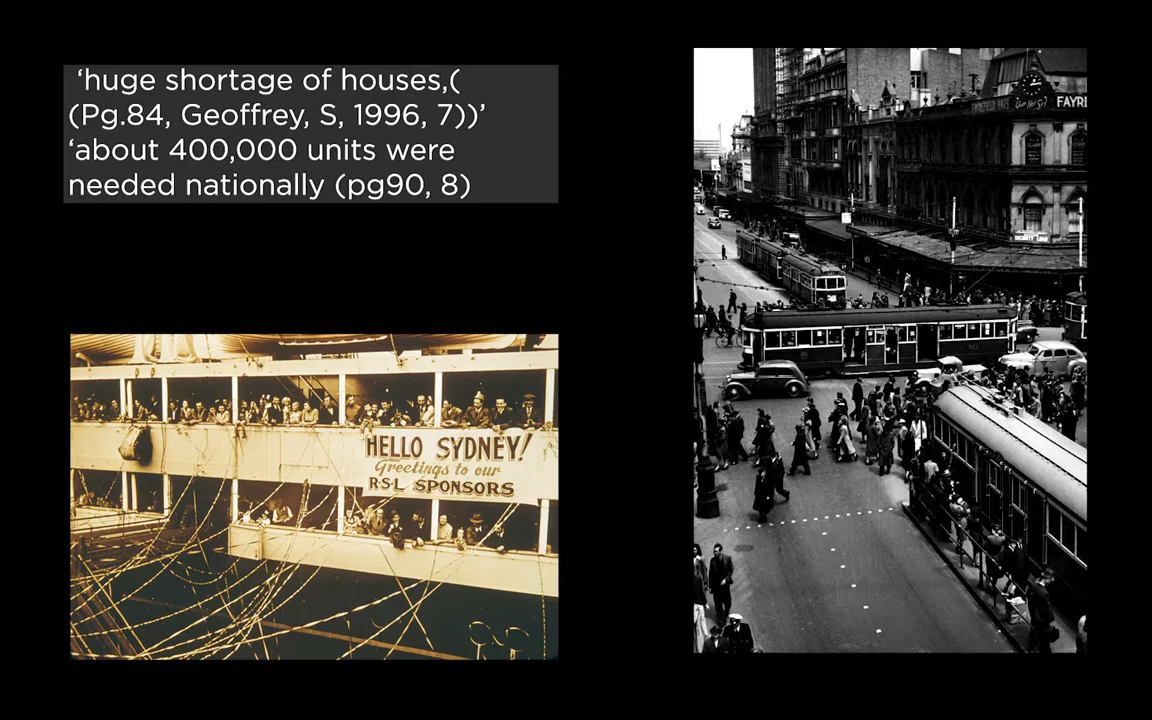 ‘huge shortage of houses,(
(Pg.84, Geoffrey, S, 1996, 7))’
‘about 400,000 units were
needed nationally (pg90, 8)
HELLO SYDNEY!
Greetings to our
RSL SPONSORS
FAYRE